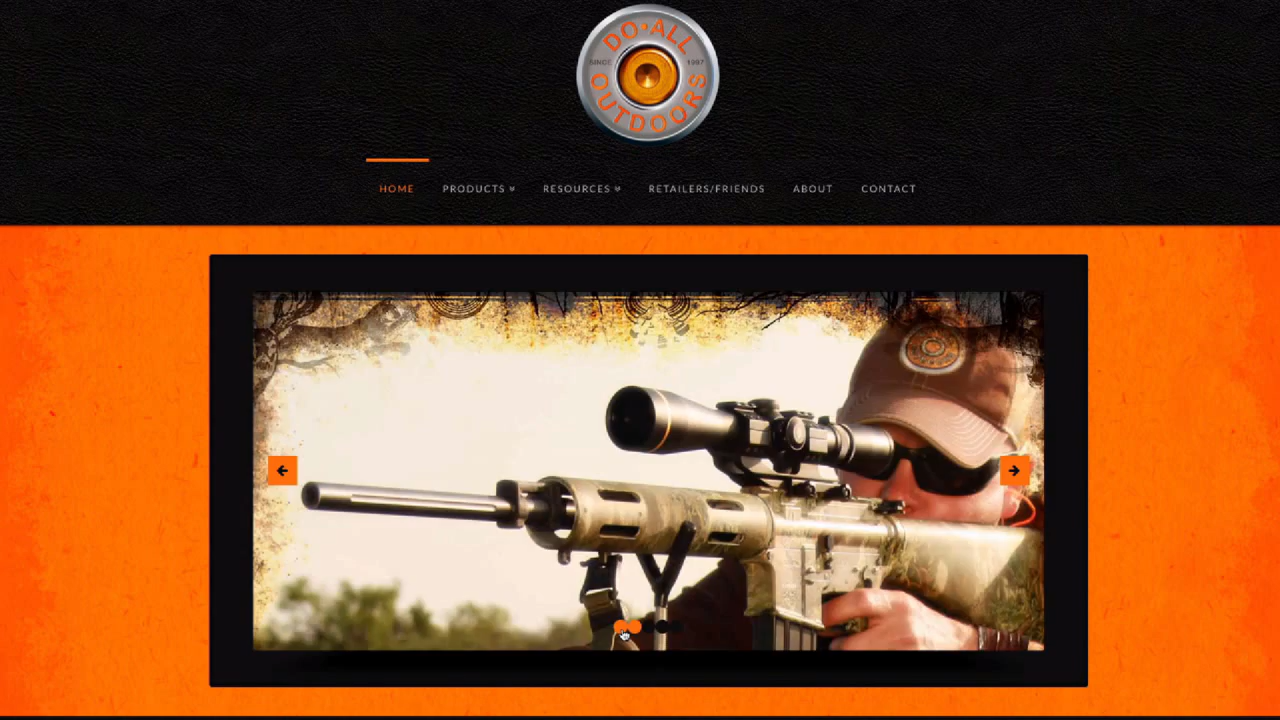 DO•ALL
SINCE 1997
OUTDOORS
HOME PRODUCTS RESOURCES RETAILERS/FRIENDS ABOUT CONTACT